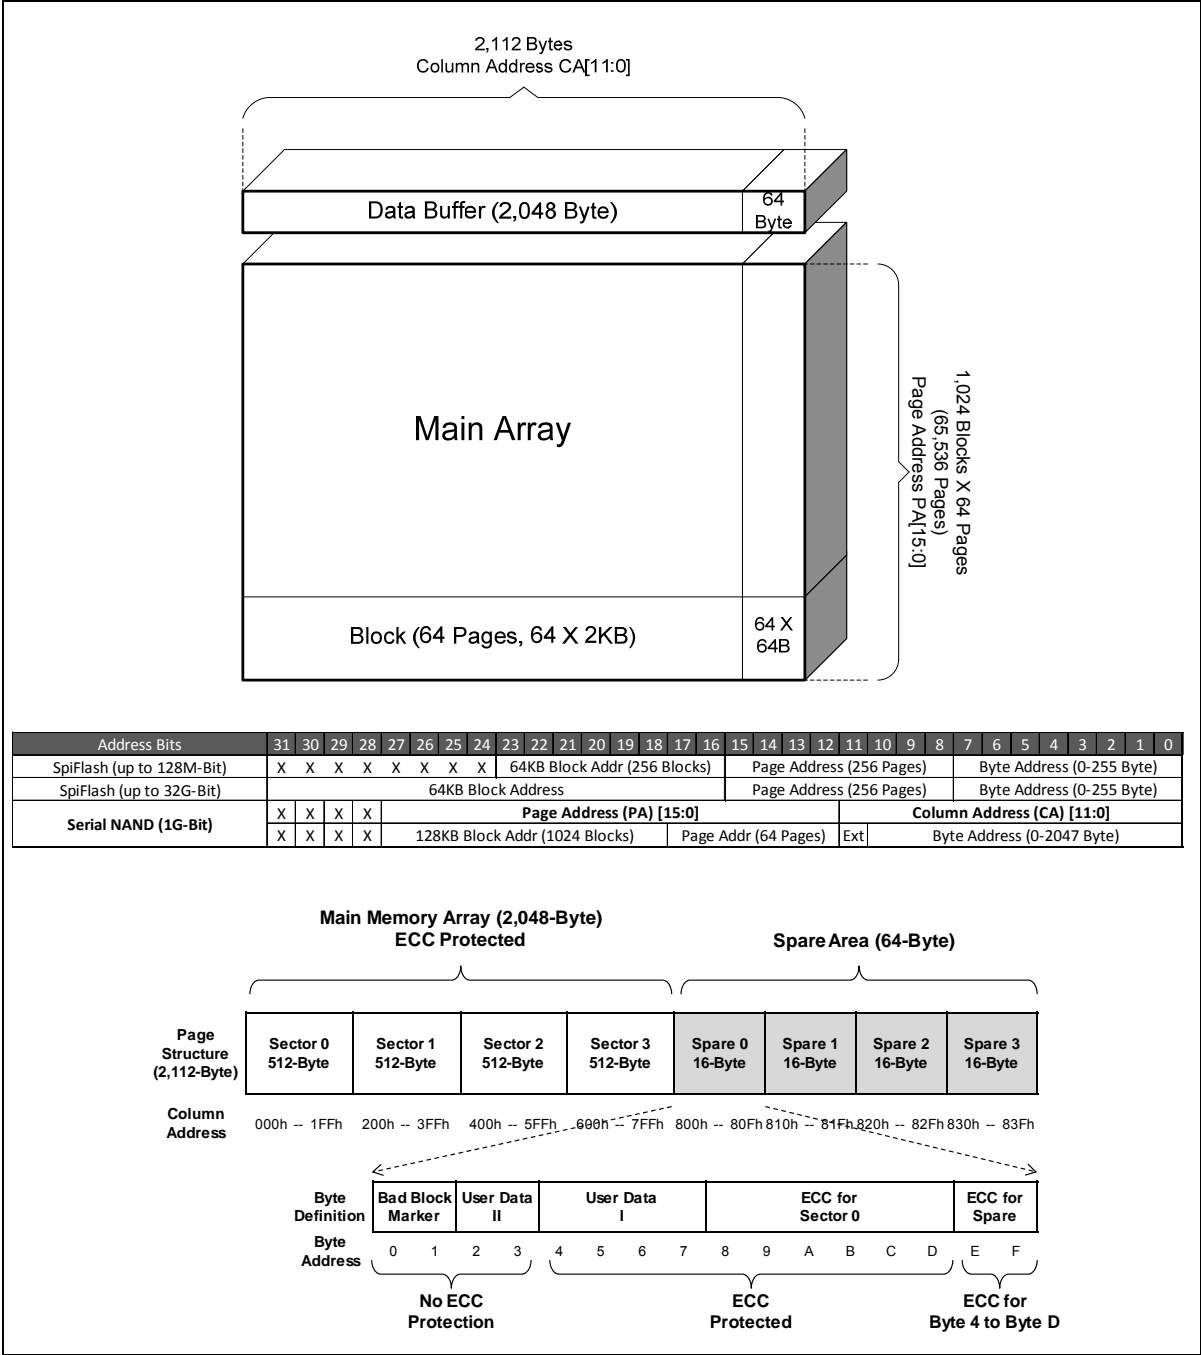 2,112 Bytes
Column Address CA[11:0]
Data Buffer (2,048 Byte)
64
Byte
Main Array
1,024 Blocks X 64 Pages
(65,536 Pages)
Page Address PA[15:0]
Block (64 Pages, 64 X 2KB)
64 X
64B
Address Bits 31 30 29 28 27 26 25 24 23 22 21 20 19 18 17 16 15 14 13 12 11 10 9 8 7 6 5 4 3 2 1 0
SpiFlash (up to 128M-Bit) X X X X X X X X 64KB Block Addr (256 Blocks) Page Address (256 Pages) Byte Address (0-255 Byte)
SpiFlash (up to 32G-Bit) 64KB Block Address Page Address (256 Pages) Byte Address (0-255 Byte)
Serial NAND (1G-Bit) X X X X Page Address (PA) [15:0] Column Address (CA) [11:0]
X X X X 128KB Block Addr (1024 Blocks) Page Addr (64 Pages) Ext Byte Address (0-2047 Byte)
Main Memory Array (2,048-Byte)
ECC Protected
Spare Area (64-Byte)
Page
Structure
(2,112-Byte)
Sector 0
512-Byte
Sector 1
512-Byte
Sector 2
512-Byte
Sector 3
512-Byte
Spare 0
16-Byte
Spare 1
16-Byte
Spare 2
16-Byte
Spare 3
16-Byte
Column
Address
000h -- 1FFh 200h -- 3FFh 400h -- 5FFh 600h -- 7FFh 800h -- 80Fh 810h -- 81Fh 820h -- 82Fh 830h -- 83Fh
Byte
Definition
Bad Block
Marker
User Data
II
User Data
I
ECC for
Sector 0
ECC for
Spare
Byte
Address
0 1 2 3 4 5 6 7 8 9 A B C D E F
No ECC
Protection
ECC
Protected
ECC for
Byte 4 to Byte D